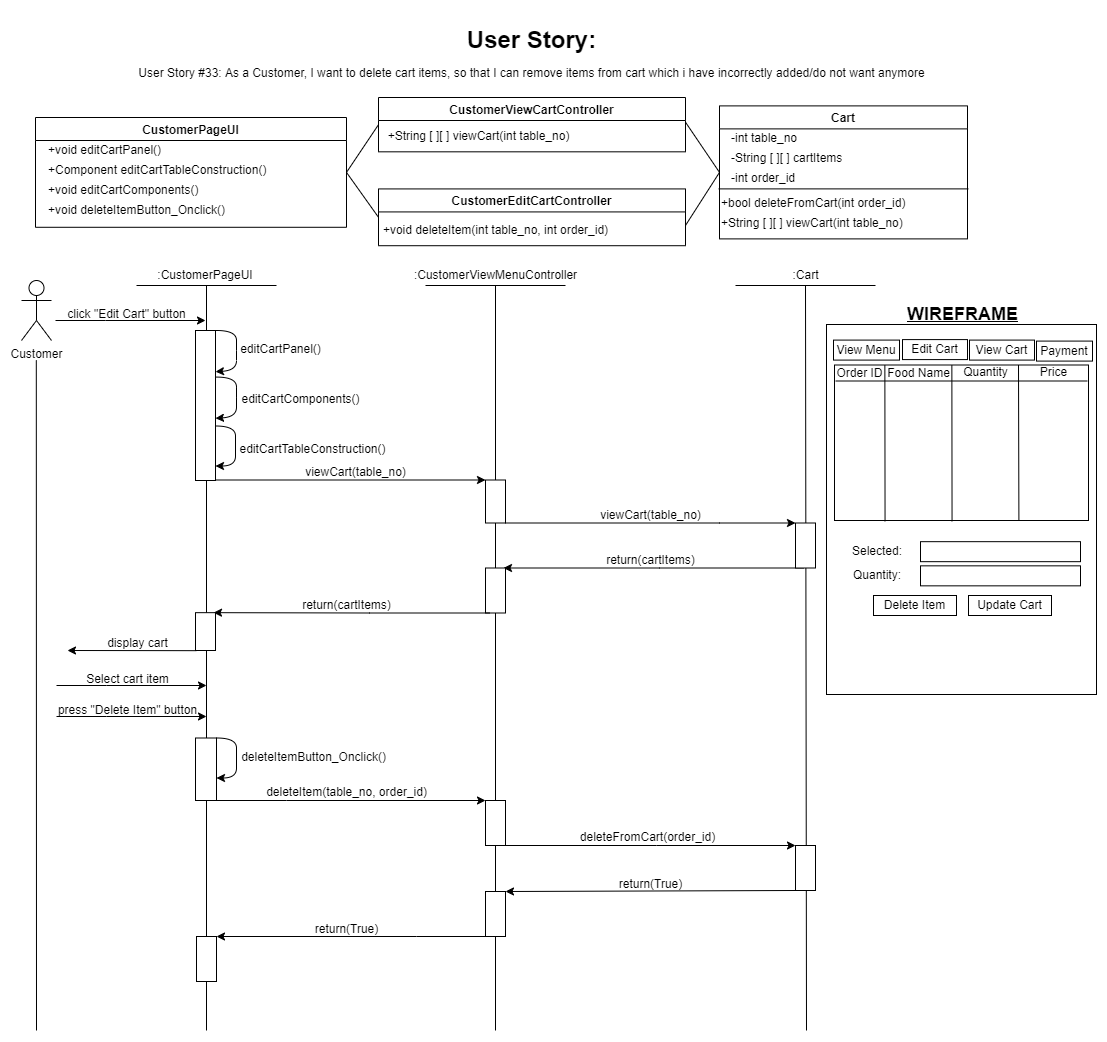 User Story:
User Story #33: As a Customer, I want to delete cart items, so that I can remove items from cart which i have incorrectly added/do not want anymore
CustomerPageUI
+void editCartPanel()
+Component editCartTableConstruction()
+void editCartComponents()
+void deleteItemButton_Onclick()
CustomerViewCartController
+String [ ][ ] viewCart(int table_no)
CustomerEditCartController
+void deleteItem(int table_no, int order_id)
Cart
-int table_no
-String [ ][ ] cartItems
-int order_id
+bool deleteFromCart(int order_id)
+String [ ][ ] viewCart(int table_no)
:CustomerPageUI
:CustomerViewMenuController
:Cart
Customer
click "Edit Cart" button
editCartPanel()
editCartComponents()
editCartTableConstruction()
viewCart(table_no)
viewCart(table_no)
return(cartItems)
return(cartItems)
display cart
Select cart item
press "Delete Item" button
deleteItemButton_Onclick()
deleteItem(table_no, order_id)
deleteFromCart(order_id)
return(True)
return(True)
WIREFRAME
View Menu
Edit Cart
View Cart
Payment
Order ID
Food Name
Quantity
Price
Selected:
Quantity:
Delete Item
Update Cart